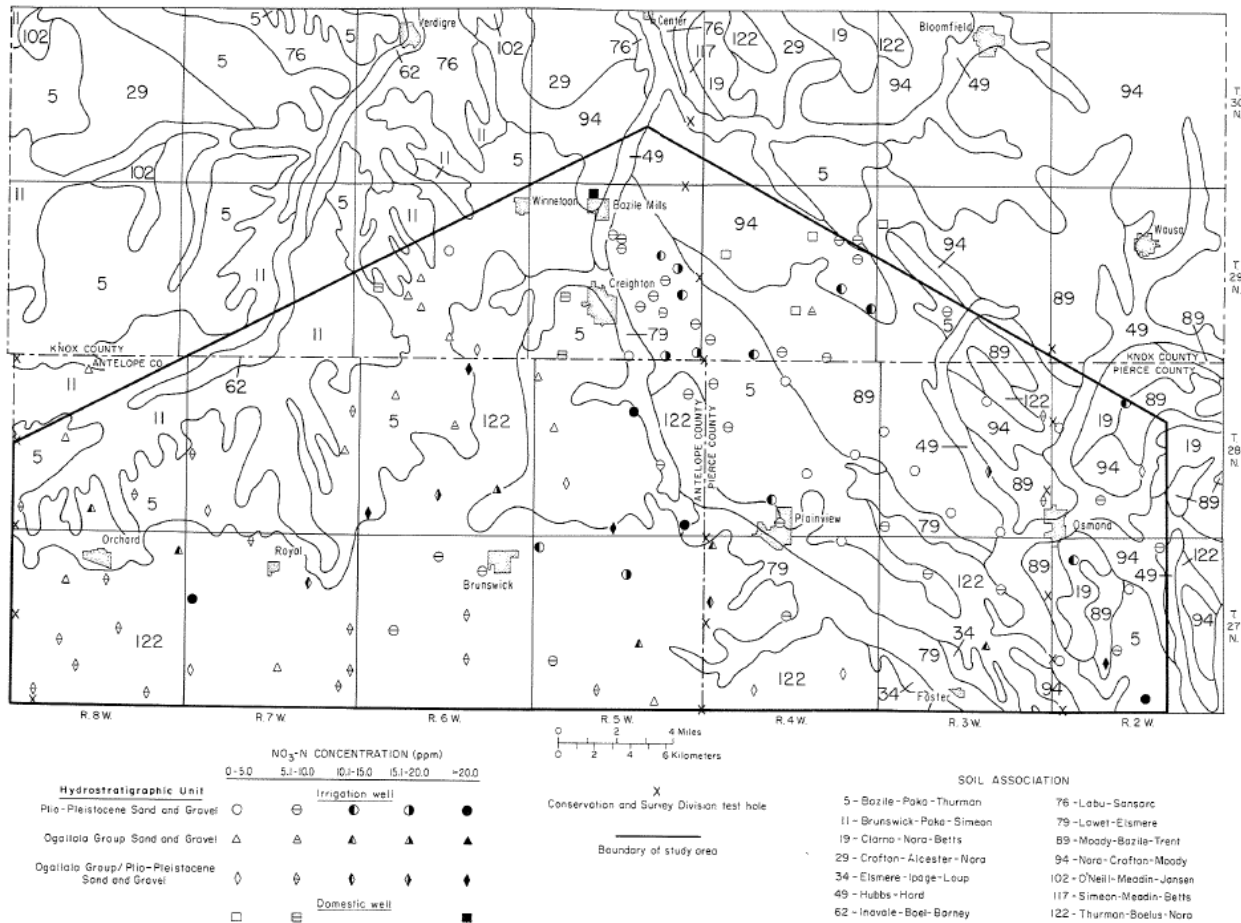 Verdigre
Center
Bloomfield
T. 30 N.
Winnetoon
Bazile Mills
Wausa
Creighton
T. 29 N.
KNOX COUNTY
ANTELOPE CO.
KNOX COUNTY
PIERCE COUNTY
ANTELOPE COUNTY
PIERCE COUNTY
T. 28 N.
Orchard
Royal
Brunswick
Plainview
Osmond
T. 27 N.
Foster
R. 8 W.
R. 7 W.
R. 6 W.
R. 5 W.
R. 4 W.
R. 3 W.
R. 2 W.
0 2 4 Miles
0 2 4 6 Kilometers
NO3-N CONCENTRATION (ppm)
0-5.0 5.1-10.0 10.1-15.0 15.1-20.0 >20.0
Hydrostratigraphic Unit
Irrigation well
Plio-Pleistocene Sand and Gravel
Ogallala Group Sand and Gravel
Ogallala Group/Plio-Pleistocene
Sand and Gravel
Domestic well
X
Conservation and Survey Division test hole
Boundary of study area
SOIL ASSOCIATION
5 - Bazile-Paka-Thurman
11 - Brunswick-Paka-Simeon
19 - Clarno-Nora-Betts
29 - Crofton-Alcester-Nora
34 - Elsmere-Ipage-Loup
49 - Hobbs-Hord
62 - Inavale-Boel-Barney
76 - Labu-Sansarc
79 - Lawet-Elsmere
89 - Moody-Bazile-Trent
94 - Nora-Crofton-Moody
102 - O'Neill-Meadin-Jansen
117 - Simeon-Meadin-Betts
122 - Thurman-Boelus-Nora